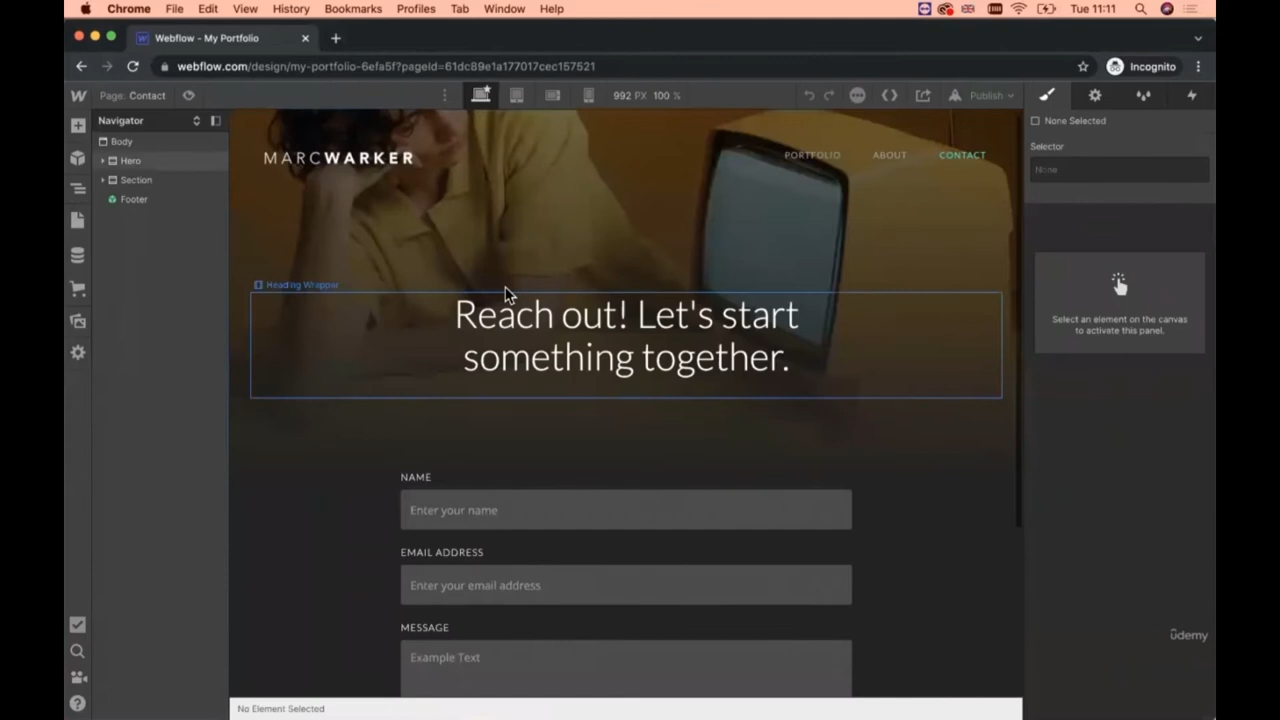 Chrome File Edit View History Bookmarks Profiles Tab Window Help Tue 11:11
Webflow - My Portfolio
webflow.com/design/my-portfolio-6efa5f?pageId=61dc89e1a177017cec157521 Incognito
Page: Contact 992 PX 100 % Publish
Navigator
Body
Hero
Section
Footer
MARCWARKER PORTFOLIO ABOUT CONTACT
Heading Wrapper
Reach out! Let's start
something together.
NAME
Enter your name
EMAIL ADDRESS
Enter your email address
MESSAGE
Example Text
No Element Selected
None Selected
Selector
None
Select an element on the canvas
to activate this panel.
udemy